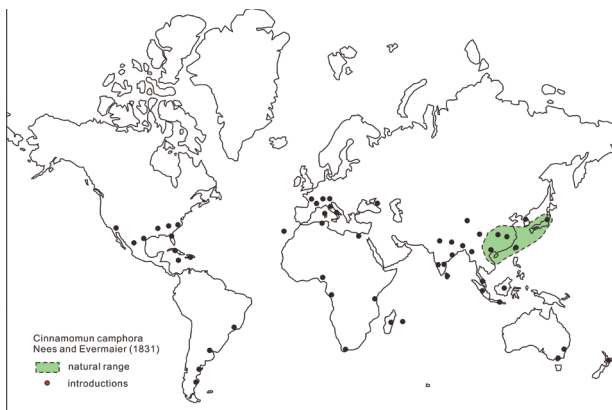 Cinnamomun camphora
Nees and Evermaier (1831)
natural range
introductions